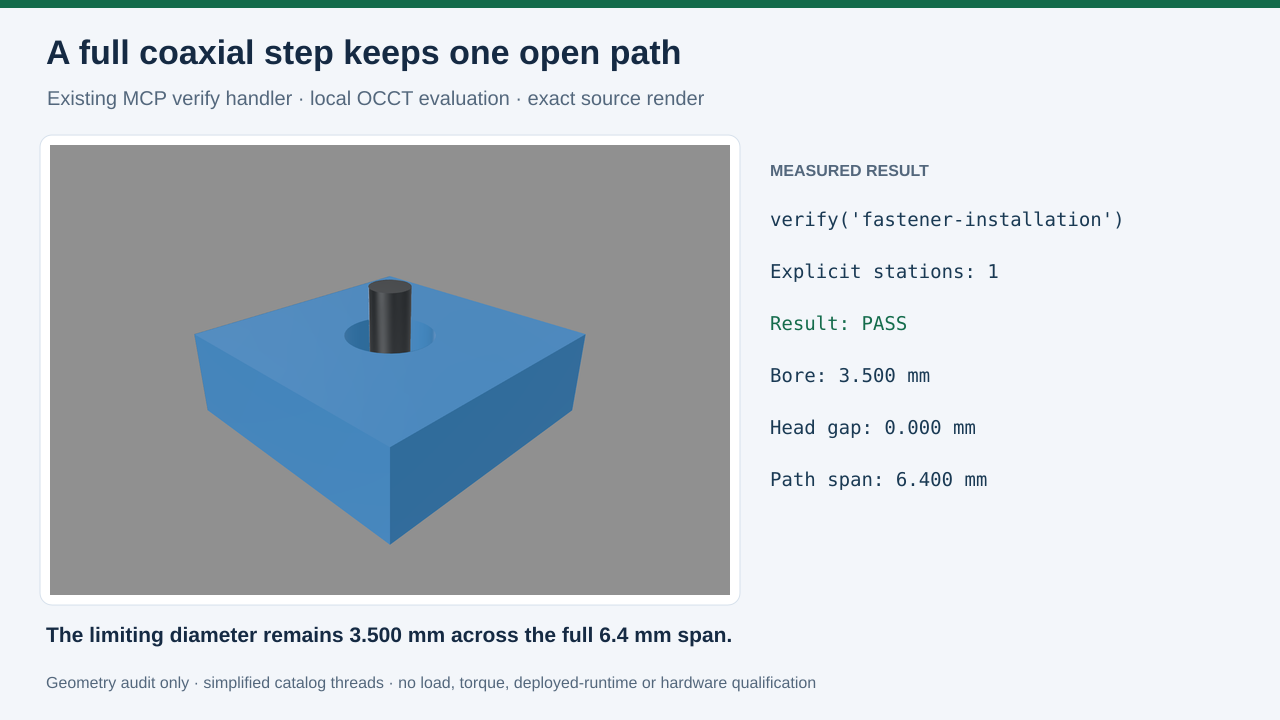 A full coaxial step keeps one open path
Existing MCP verify handler · local OCCT evaluation · exact source render
MEASURED RESULT
verify('fastener-installation')
Explicit stations: 1
Result: PASS
Bore: 3.500 mm
Head gap: 0.000 mm
Path span: 6.400 mm
The limiting diameter remains 3.500 mm across the full 6.4 mm span.
Geometry audit only · simplified catalog threads · no load, torque, deployed-runtime or hardware qualification